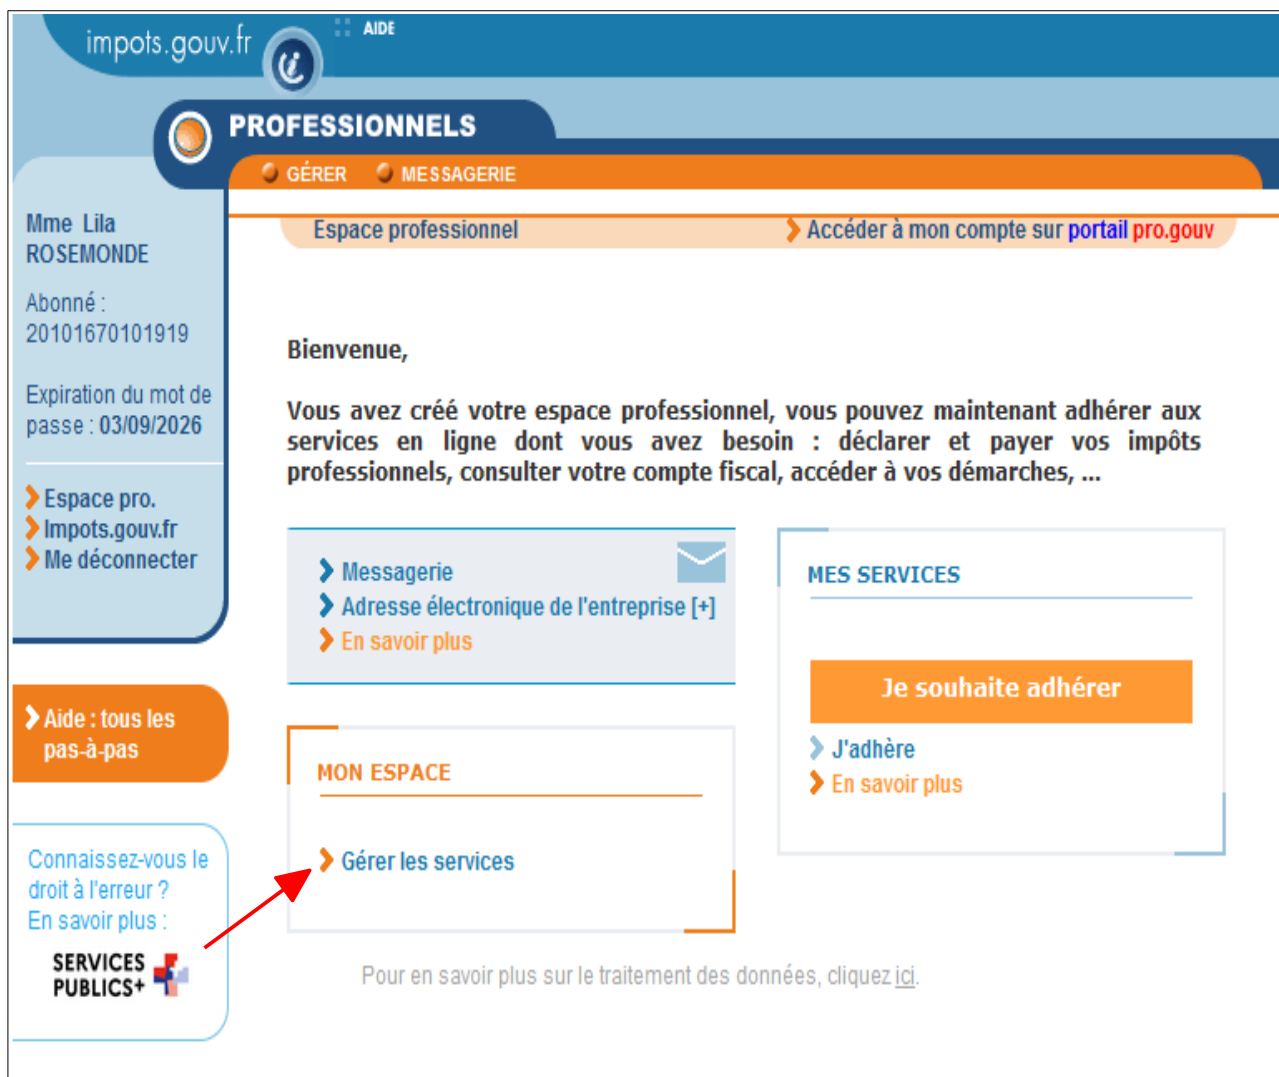 impots.gouv.fr
AIDE
PROFESSIONNELS
GÉRER
MESSAGERIE
Mme Lila
ROSEMONDE
Abonné :
20101670101919
Expiration du mot de
passe : 03/09/2026
Espace pro.
Impots.gouv.fr
Me déconnecter
Aide : tous les
pas-à-pas
Connaissez-vous le
droit à l'erreur ?
En savoir plus :
SERVICES
PUBLICS+
Espace professionnel
Accéder à mon compte sur portail pro.gouv
Bienvenue,
Vous avez créé votre espace professionnel, vous pouvez maintenant adhérer aux
services en ligne dont vous avez besoin : déclarer et payer vos impôts
professionnels, consulter votre compte fiscal, accéder à vos démarches, ...
Messagerie
Adresse électronique de l'entreprise [+]
En savoir plus
MON ESPACE
Gérer les services
MES SERVICES
Je souhaite adhérer
J'adhère
En savoir plus
Pour en savoir plus sur le traitement des données, cliquez ici.